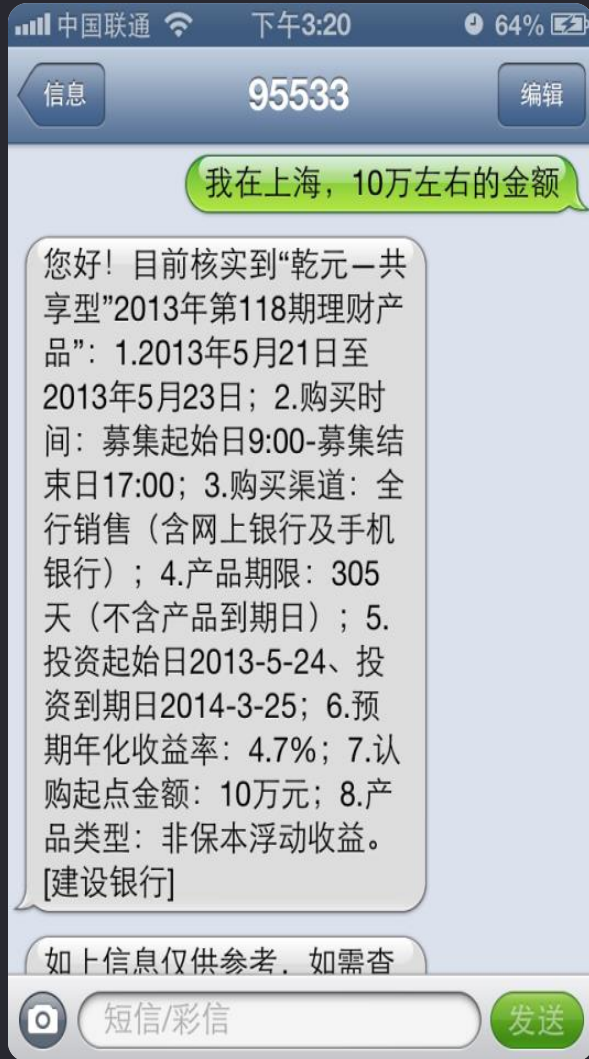 中国联通 下午3:20 64%
信息 95533 编辑
我在上海，10万左右的金额
您好！目前核实到“乾元—共
享型”2013年第118期理财产
品”：1.2013年5月21日至
2013年5月23日；2.购买时
间：募集起始日9:00-募集结
束日17:00；3.购买渠道：全
行销售（含网上银行及手机
银行）；4.产品期限：305
天（不含产品到期日）；5.
投资起始日2013-5-24、投
资到期日2014-3-25；6.预
期年化收益率：4.7%；7.认
购起点金额：10万元；8.产
品类型：非保本浮动收益。
[建设银行]
如上信息仅供参考，如需查
短信/彩信 发送